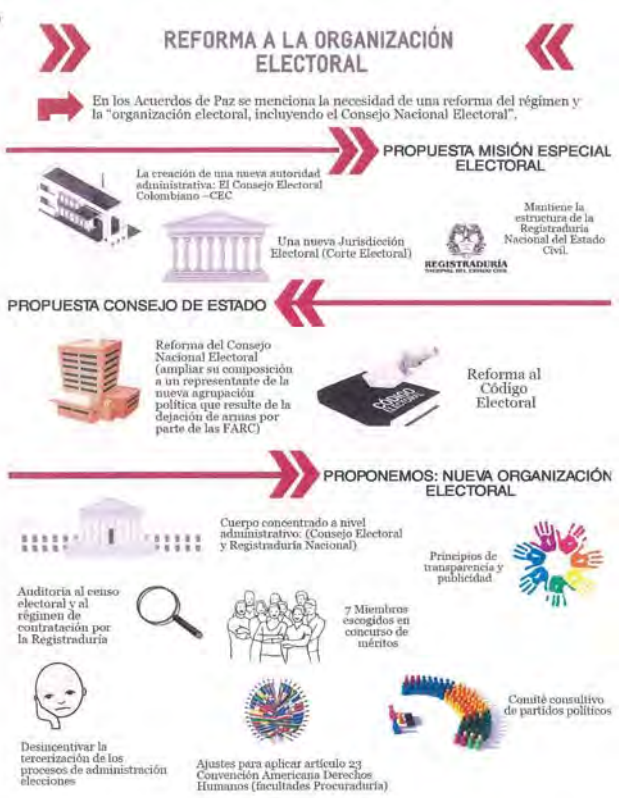 REFORMA A LA ORGANIZACIÓN
ELECTORAL
En los Acuerdos de Paz se menciona la necesidad de una reforma del régimen y
la "organización electoral, incluyendo el Consejo Nacional Electoral".
PROPUESTA MISIÓN ESPECIAL
ELECTORAL
La creación de una nueva autoridad
administrativa: El Consejo Electoral
Colombiano –CEC
Una nueva Jurisdicción
Electoral (Corte Electoral)
REGISTRADURÍA
NACIONAL DEL ESTADO CIVIL
Mantiene la
estructura de la
Registraduría
Nacional del Estado
Civil.
PROPUESTA CONSEJO DE ESTADO
Reforma del Consejo
Nacional Electoral
(ampliar su composición
a un representante de la
nueva agrupación
política que resulte de la
dejación de armas por
parte de las FARC)
CÓDIGO
ELECTORAL
Reforma al
Código
Electoral
PROPONEMOS: NUEVA ORGANIZACIÓN
ELECTORAL
Cuerpo concentrado a nivel
administrativo: (Consejo Electoral
y Registraduría Nacional)
Principios de
transparencia y
publicidad
Auditoria al censo
electoral y al
régimen de
contratación por
la Registraduría
7 Miembros
escogidos en
concurso de
méritos
Desincentivar la
tercerización de los
procesos de administración
elecciones
Ajustes para aplicar artículo 23
Convención Americana Derechos
Humanos (facultades Procuraduría)
Comité consultivo
de partidos políticos